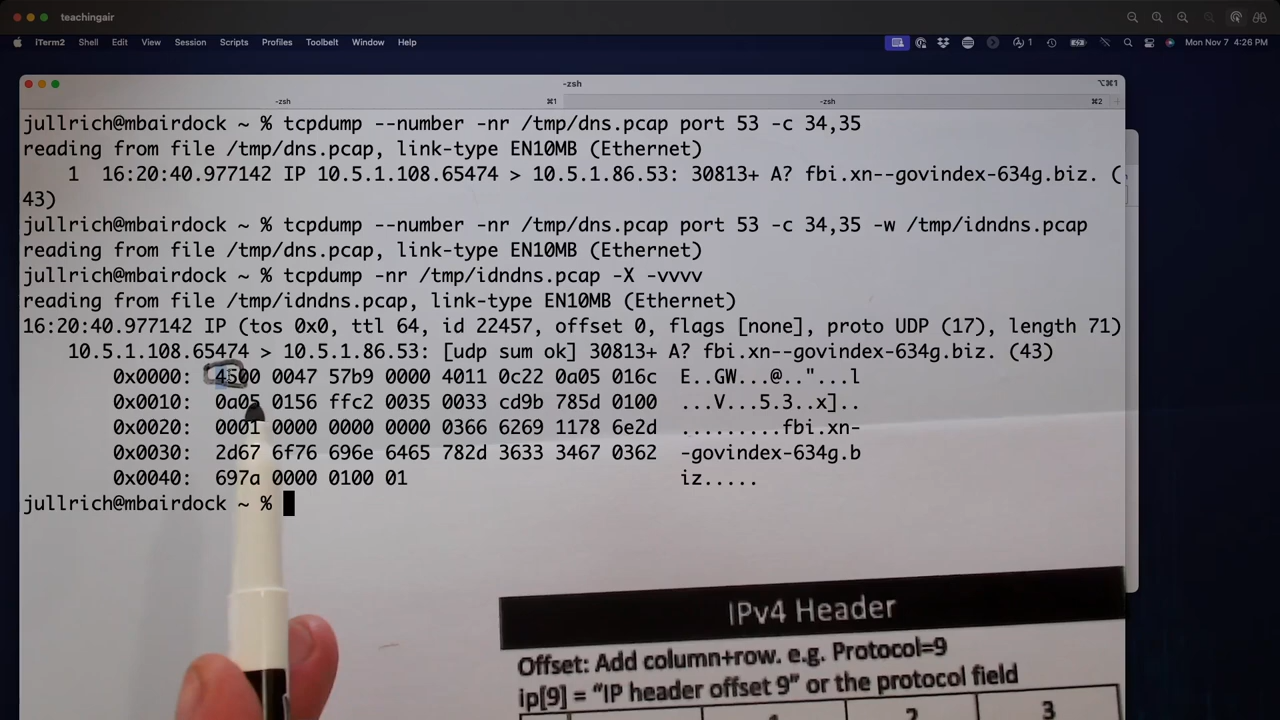 teachingair
iTerm2 Shell Edit View Session Scripts Profiles Toolbelt Window Help 1 Mon Nov 7 4:26 PM
-zsh ⌥⌘1
-zsh ⌘1 -zsh ⌘2
jullrich@mbairdock ~ % tcpdump --number -nr /tmp/dns.pcap port 53 -c 34,35
reading from file /tmp/dns.pcap, link-type EN10MB (Ethernet)
1 16:20:40.977142 IP 10.5.1.108.65474 > 10.5.1.86.53: 30813+ A? fbi.xn--govindex-634g.biz. (
43)
jullrich@mbairdock ~ % tcpdump --number -nr /tmp/dns.pcap port 53 -c 34,35 -w /tmp/idndns.pcap
reading from file /tmp/dns.pcap, link-type EN10MB (Ethernet)
jullrich@mbairdock ~ % tcpdump -nr /tmp/idndns.pcap -X -vvvv
reading from file /tmp/idndns.pcap, link-type EN10MB (Ethernet)
16:20:40.977142 IP (tos 0x0, ttl 64, id 22457, offset 0, flags [none], proto UDP (17), length 71)
10.5.1.108.65474 > 10.5.1.86.53: [udp sum ok] 30813+ A? fbi.xn--govindex-634g.biz. (43)
0x0000: 4500 0047 57b9 0000 4011 0c22 0a05 016c E..GW...@.."...l
0x0010: 0a05 0156 ffc2 0035 0033 cd9b 785d 0100 ...V...5.3..x]..
0x0020: 0001 0000 0000 0000 0366 6269 1178 6e2d .........fbi.xn-
0x0030: 2d67 6f76 696e 6465 782d 3633 3467 0362 -govindex-634g.b
0x0040: 697a 0000 0100 01 iz.....
jullrich@mbairdock ~ %
IPv4 Header
Offset: Add column+row. e.g. Protocol=9
ip[9] = "IP header offset 9" or the protocol field
1 2 3